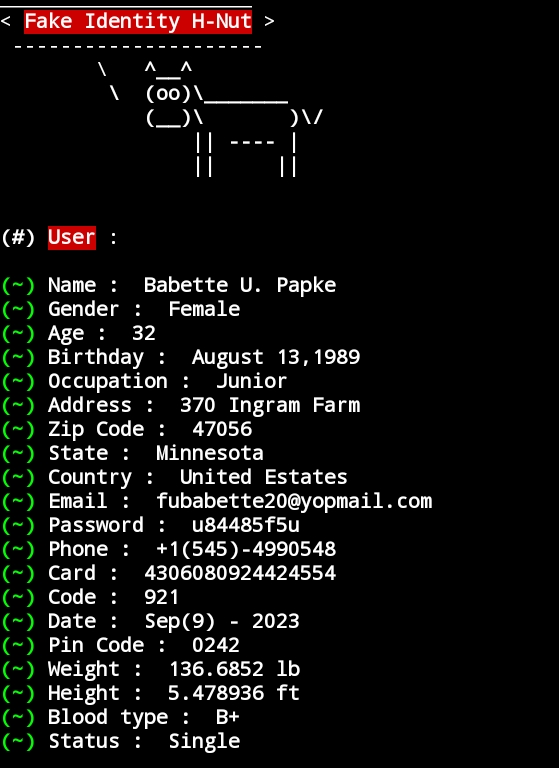 < Fake Identity H-Nut >
---------------------
        \   ^__^
         \  (oo)\_______
            (__)\       )\/
                || ---- |
                ||     ||
(#) User :
(~) Name :  Babette U. Papke
(~) Gender :  Female
(~) Age :  32
(~) Birthday :  August 13,1989
(~) Occupation :  Junior
(~) Address :  370 Ingram Farm
(~) Zip Code :  47056
(~) State :  Minnesota
(~) Country :  United States
(~) Email :  fubabette20@yopmail.com
(~) Password :  u84485f5u
(~) Phone :  +1(545)-4990548
(~) Card :  4306080924424554
(~) Code :  921
(~) Date :  Sep(9) - 2023
(~) Pin Code :  0242
(~) Weight :  136.6852 lb
(~) Height :  5.478936 ft
(~) Blood type :  B+
(~) Status :  Single